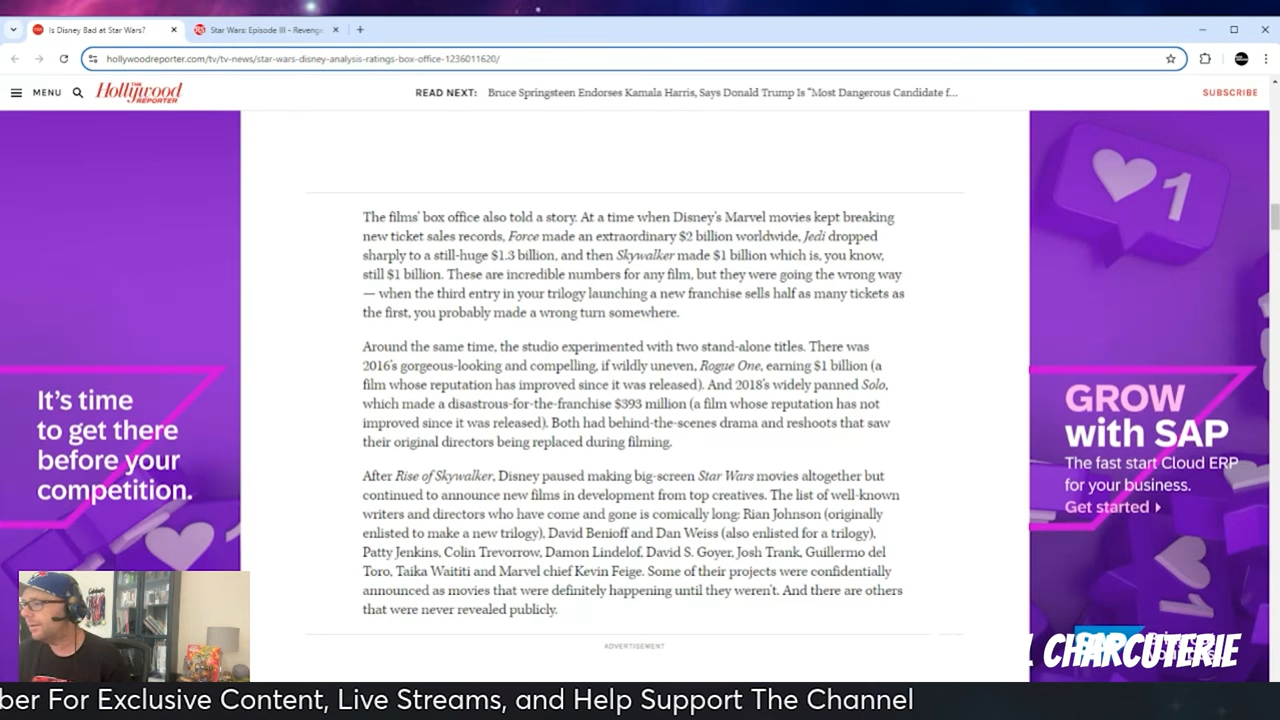 Is Disney Bad at Star Wars?
Star Wars: Episode III - Reveng
hollywoodreporter.com/tv/tv-news/star-wars-disney-analysis-ratings-box-office-1236011620/
MENU
THE Hollywood REPORTER
READ NEXT: Bruce Springsteen Endorses Kamala Harris, Says Donald Trump Is “Most Dangerous Candidate f...
SUBSCRIBE
The films’ box office also told a story. At a time when Disney’s Marvel movies kept breaking
new ticket sales records, Force made an extraordinary $2 billion worldwide, Jedi dropped
sharply to a still-huge $1.3 billion, and then Skywalker made $1 billion which is, you know,
still $1 billion. These are incredible numbers for any film, but they were going the wrong way
— when the third entry in your trilogy launching a new franchise sells half as many tickets as
the first, you probably made a wrong turn somewhere.
Around the same time, the studio experimented with two stand-alone titles. There was
2016’s gorgeous-looking and compelling, if wildly uneven, Rogue One, earning $1 billion (a
film whose reputation has improved since it was released). And 2018’s widely panned Solo,
which made a disastrous-for-the-franchise $393 million (a film whose reputation has not
improved since it was released). Both had behind-the-scenes drama and reshoots that saw
their original directors being replaced during filming.
After Rise of Skywalker, Disney paused making big-screen Star Wars movies altogether but
continued to announce new films in development from top creatives. The list of well-known
writers and directors who have come and gone is comically long: Rian Johnson (originally
enlisted to make a new trilogy), David Benioff and Dan Weiss (also enlisted for a trilogy),
Patty Jenkins, Colin Trevorrow, Damon Lindelof, David S. Goyer, Josh Trank, Guillermo del
Toro, Taika Waititi and Marvel chief Kevin Feige. Some of their projects were confidentially
announced as movies that were definitely happening until they weren’t. And there are others
that were never revealed publicly.
ADVERTISEMENT
It’s time
to get there
before your
competition.
1
GROW
with SAP
The fast start Cloud ERP
for your business.
Get started
L CHARCUTERIE
ber For Exclusive Content, Live Streams, and Help Support The Channel